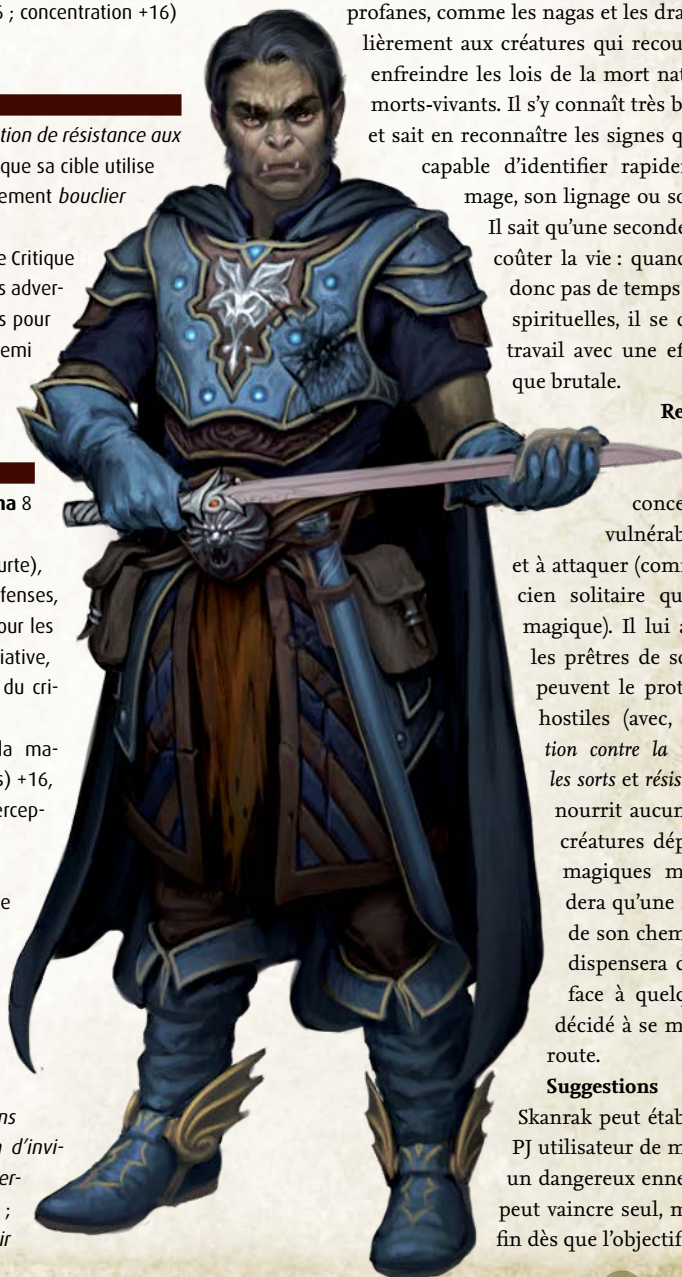 6 ; concentration +16)
tion de résistance aux
que sa cible utilise
ement bouclier
e Critique
s adver-
s pour
emi
na 8
urte),
fenses,
our les
iative,
du cri-
la ma-
s) +16,
ercep-
e
ns
n d'invi-
er-
;
ir
profanes, comme les nagas et les dra
lièrement aux créatures qui recou
enfreindre les lois de la mort nat
morts-vivants. Il s'y connaît très b
et sait en reconnaître les signes q
capable d'identifier rapide
mage, son lignage ou so
Il sait qu'une seconde
coûter la vie : quand
donc pas de temps
spirituelles, il se c
travail avec une ef
que brutale.
Re
conce
vulnérab
et à attaquer (com
cien solitaire qu
magique). Il lui a
les prêtres de so
peuvent le prot
hostiles (avec,
tion contre la
les sorts et résis
nourrit aucun
créatures dép
magiques m
dera qu'une
de son chem
dispensera d
face à quelq
décidé à se m
route.
Suggestions
Skanrak peut étab
PJ utilisateur de m
un dangereux enne
peut vaincre seul, m
fin dès que l'objectif